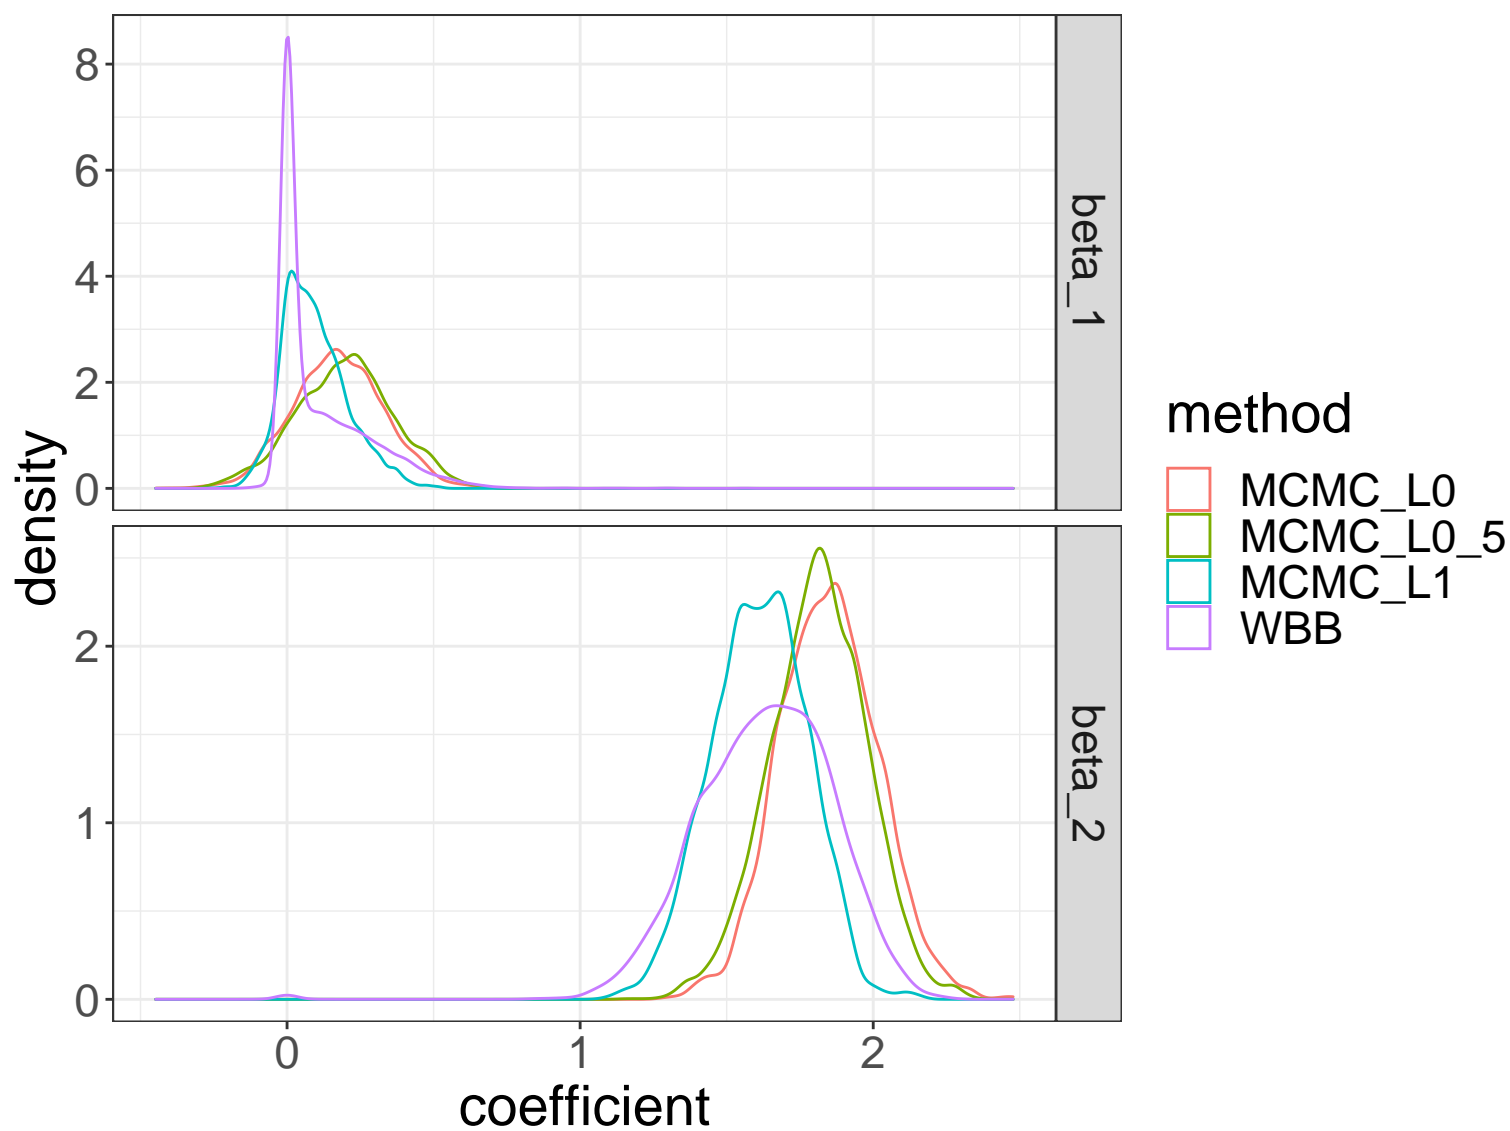 8
6
4
2
0
beta_1
density
2
1
0
beta_2
0 1 2
coefficient
method
MCMC_L0
MCMC_L0_5
MCMC_L1
WBB